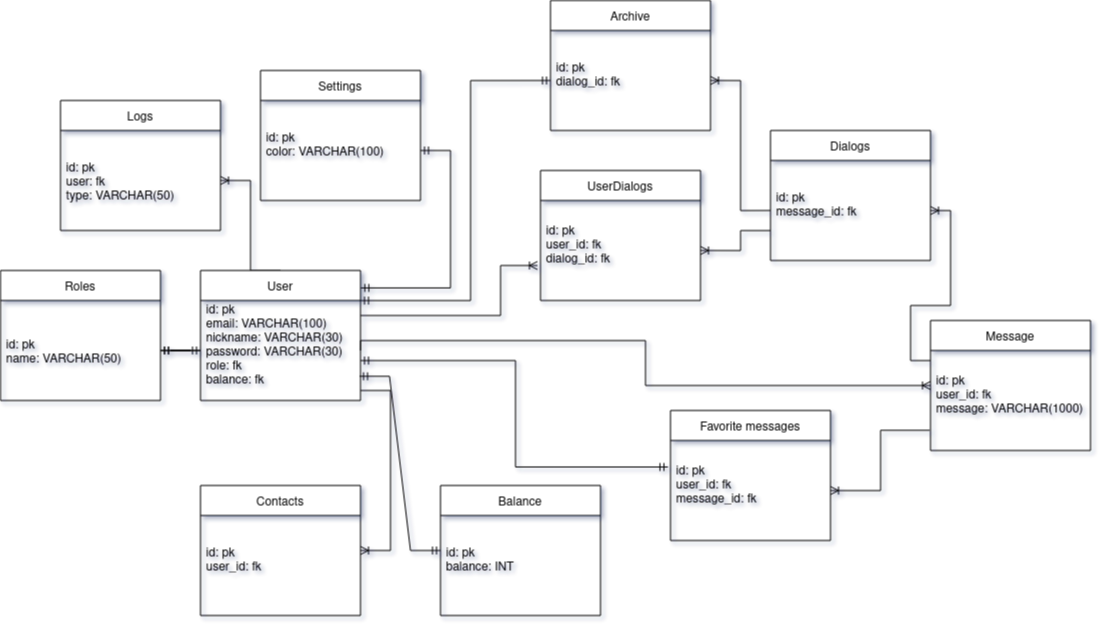 Archive
id: pk
dialog_id: fk
Settings
id: pk
color: VARCHAR(100)
Logs
id: pk
user: fk
type: VARCHAR(50)
Dialogs
id: pk
message_id: fk
UserDialogs
id: pk
user_id: fk
dialog_id: fk
Roles
id: pk
name: VARCHAR(50)
User
id: pk
email: VARCHAR(100)
nickname: VARCHAR(30)
password: VARCHAR(30)
role: fk
balance: fk
Message
id: pk
user_id: fk
message: VARCHAR(1000)
Favorite messages
id: pk
user_id: fk
message_id: fk
Contacts
id: pk
user_id: fk
Balance
id: pk
balance: INT